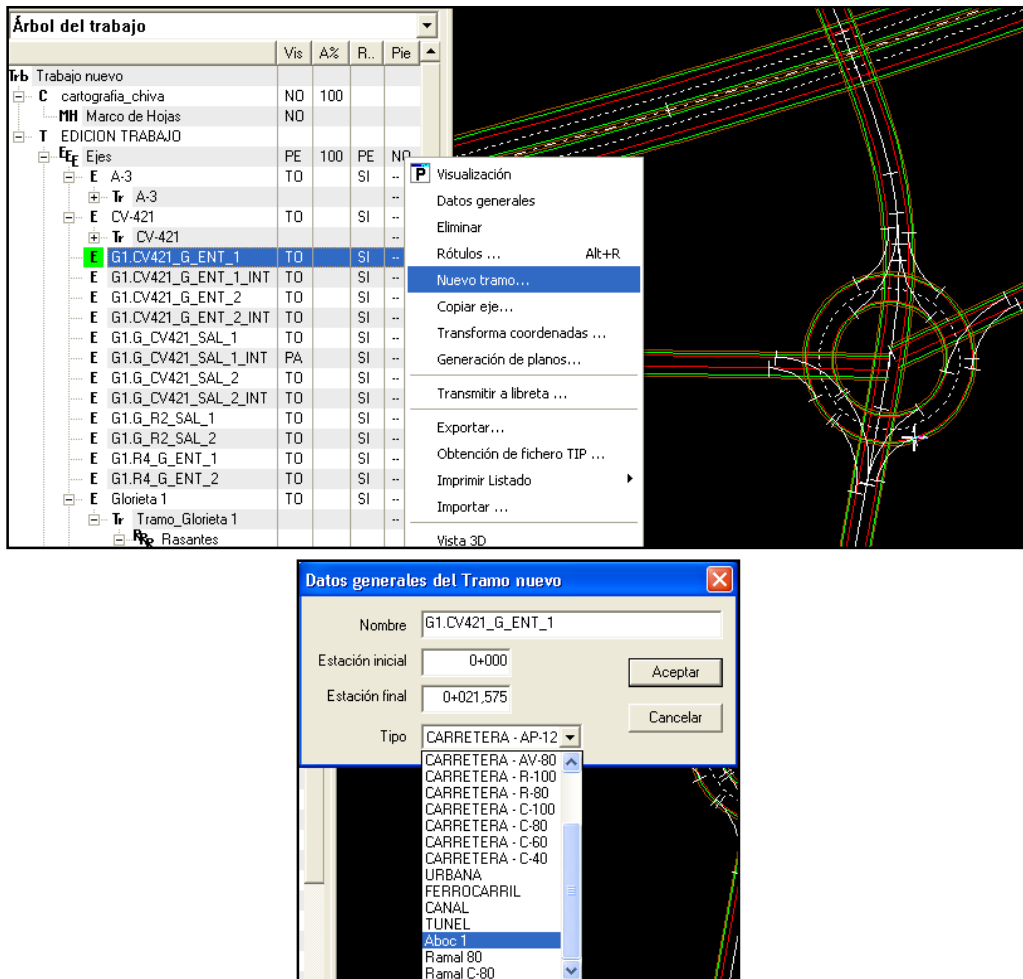 Árbol del trabajo
Vis A% R.. Pie
Trb Trabajo nuevo
C cartografia_chiva NO 100
MH Marco de Hojas NO
T EDICION TRABAJO
EEE Ejes PE 100 PE NO
E A-3 TO SI --
Tr A-3 --
E CV-421 TO SI --
Tr CV-421 --
E G1.CV421_G_ENT_1 TO SI --
E G1.CV421_G_ENT_1_INT TO SI --
E G1.CV421_G_ENT_2 TO SI --
E G1.CV421_G_ENT_2_INT TO SI --
E G1.G_CV421_SAL_1 TO SI --
E G1.G_CV421_SAL_1_INT PA SI --
E G1.G_CV421_SAL_2 TO SI --
E G1.G_CV421_SAL_2_INT TO SI --
E G1.G_R2_SAL_1 TO SI --
E G1.G_R2_SAL_2 TO SI --
E G1.R4_G_ENT_1 TO SI --
E G1.R4_G_ENT_2 TO SI --
E Glorieta 1 TO SI --
Tr Tramo_Glorieta 1 --
RRR Rasantes
P Visualización
Datos generales
Eliminar
Rótulos ... Alt+R
Nuevo tramo...
Copiar eje...
Transforma coordenadas ...
Generación de planos...
Transmitir a libreta ...
Exportar...
Obtención de fichero TIP ...
Imprimir Listado
Importar ...
Vista 3D
Datos generales del Tramo nuevo
Nombre G1.CV421_G_ENT_1
Estación inicial 0+000
Aceptar
Estación final 0+021,575
Cancelar
Tipo CARRETERA - AP-12
CARRETERA - AV-80
CARRETERA - R-100
CARRETERA - R-80
CARRETERA - C-100
CARRETERA - C-80
CARRETERA - C-60
CARRETERA - C-40
URBANA
FERROCARRIL
CANAL
TUNEL
Aboc 1
Ramal 80
Ramal C-80